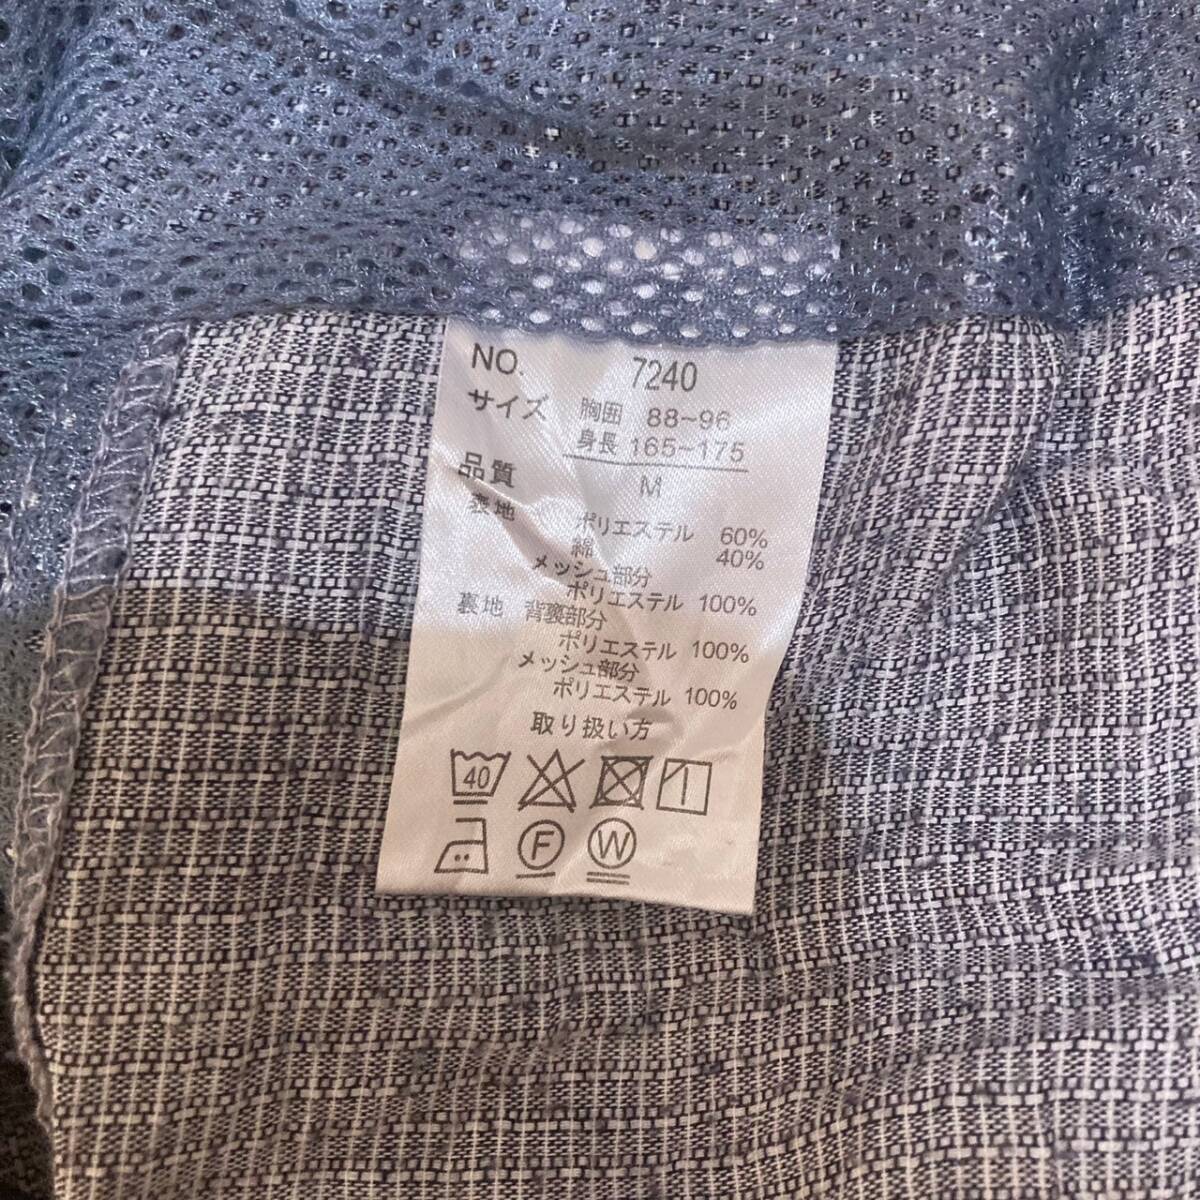 NO. 7240
サイズ 胸囲 88~96
身長 165~175
品質 M
表地 ポリエステル 60%
綿 40%
メッシュ部分
ポリエステル 100%
裏地 背裏部分
ポリエステル 100%
メッシュ部分
ポリエステル 100%
取り扱い方
40
F W